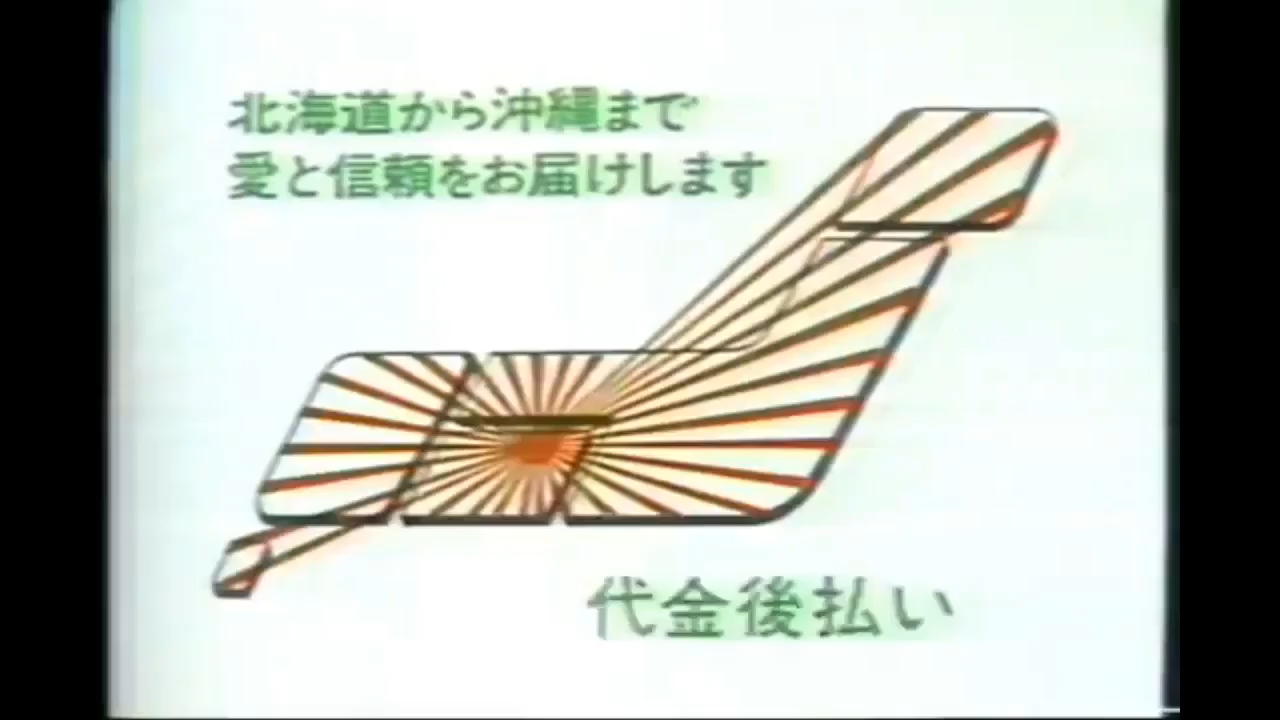 北海道から沖縄まで
愛と信頼をお届けします
代金後払い